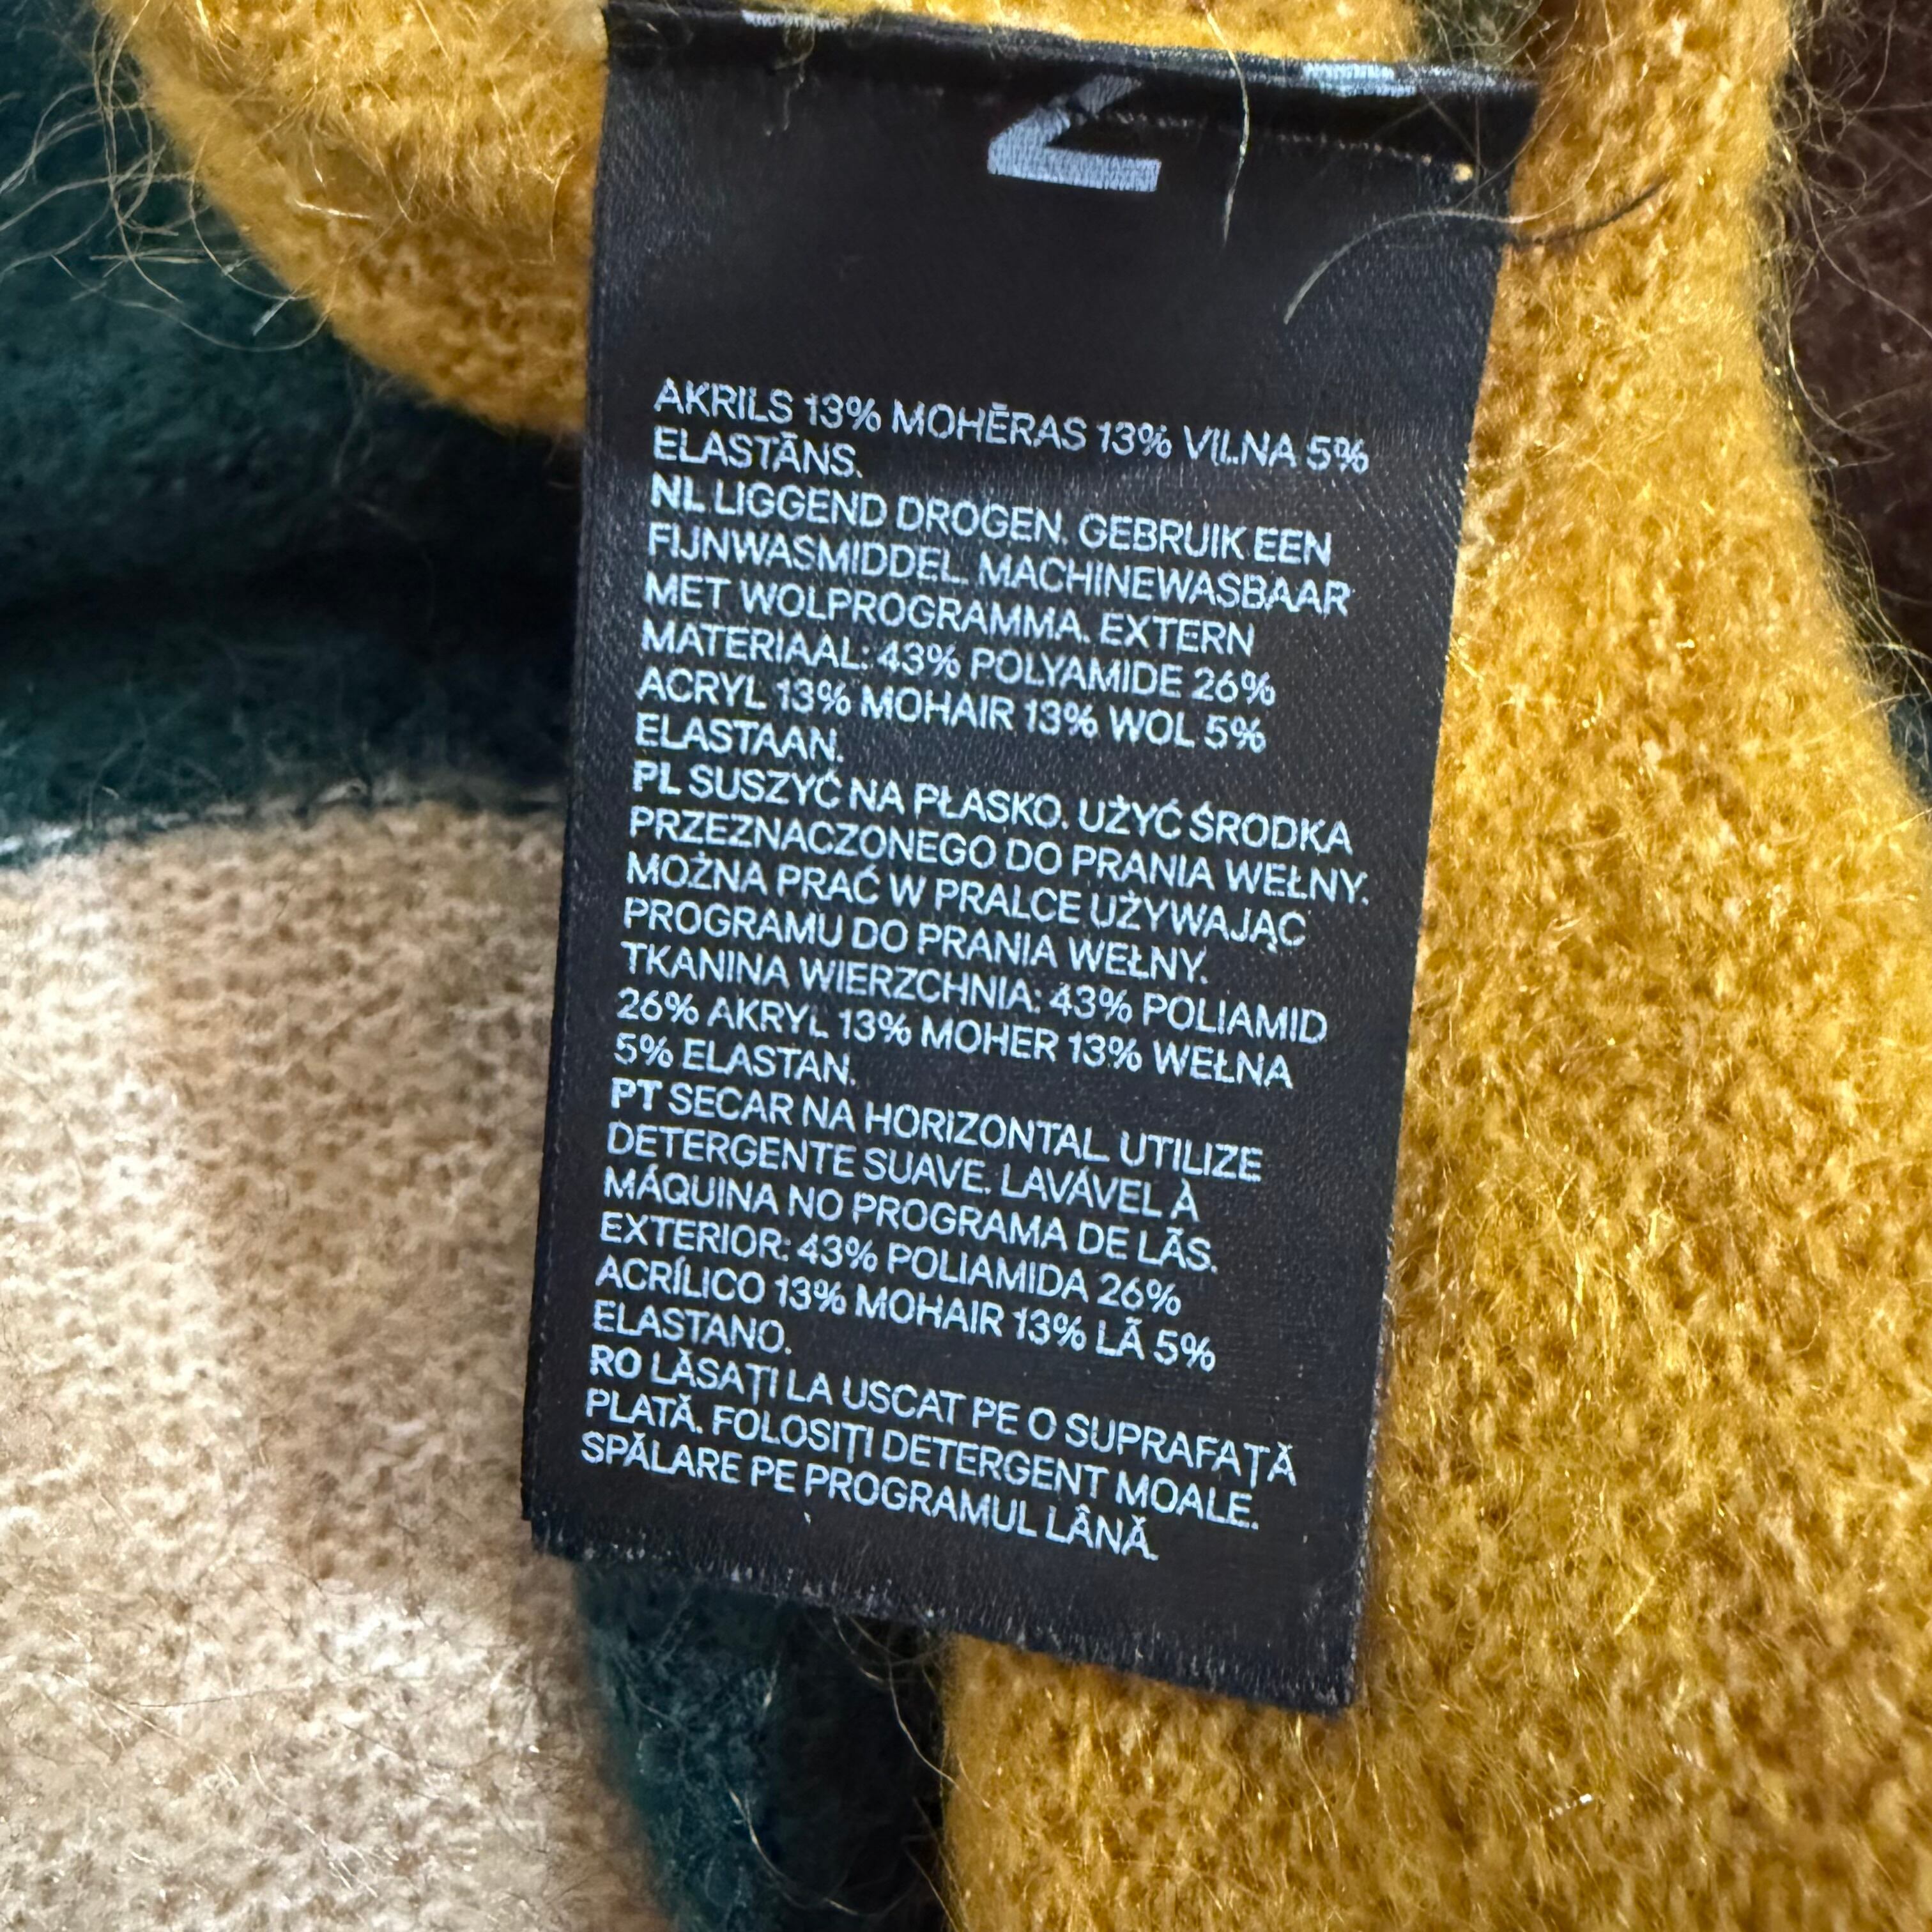 AKRILS 13% MOHĒRAS 13% VILNA 5%
ELASTĀNS.
NL LIGGEND DROGEN. GEBRUIK EEN
FIJNWASMIDDEL. MACHINEWASBAAR
MET WOLPROGRAMMA. EXTERN
MATERIAAL: 43% POLYAMIDE 26%
ACRYL 13% MOHAIR 13% WOL 5%
ELASTAAN.
PL SUSZYĆ NA PŁASKO. UŻYĆ ŚRODKA
PRZEZNACZONEGO DO PRANIA WEŁNY.
MOŻNA PRAĆ W PRALCE UŻYWAJĄC
PROGRAMU DO PRANIA WEŁNY.
TKANINA WIERZCHNIA: 43% POLIAMID
26% AKRYL 13% MOHER 13% WEŁNA
5% ELASTAN.
PT SECAR NA HORIZONTAL. UTILIZE
DETERGENTE SUAVE. LAVÁVEL À
MÁQUINA NO PROGRAMA DE LÃS.
EXTERIOR: 43% POLIAMIDA 26%
ACRÍLICO 13% MOHAIR 13% LÃ 5%
ELASTANO.
RO LĂSAȚI LA USCAT PE O SUPRAFAȚĂ
PLATĂ. FOLOSIȚI DETERGENT MOALE.
SPĂLARE PE PROGRAMUL LÂNĂ.